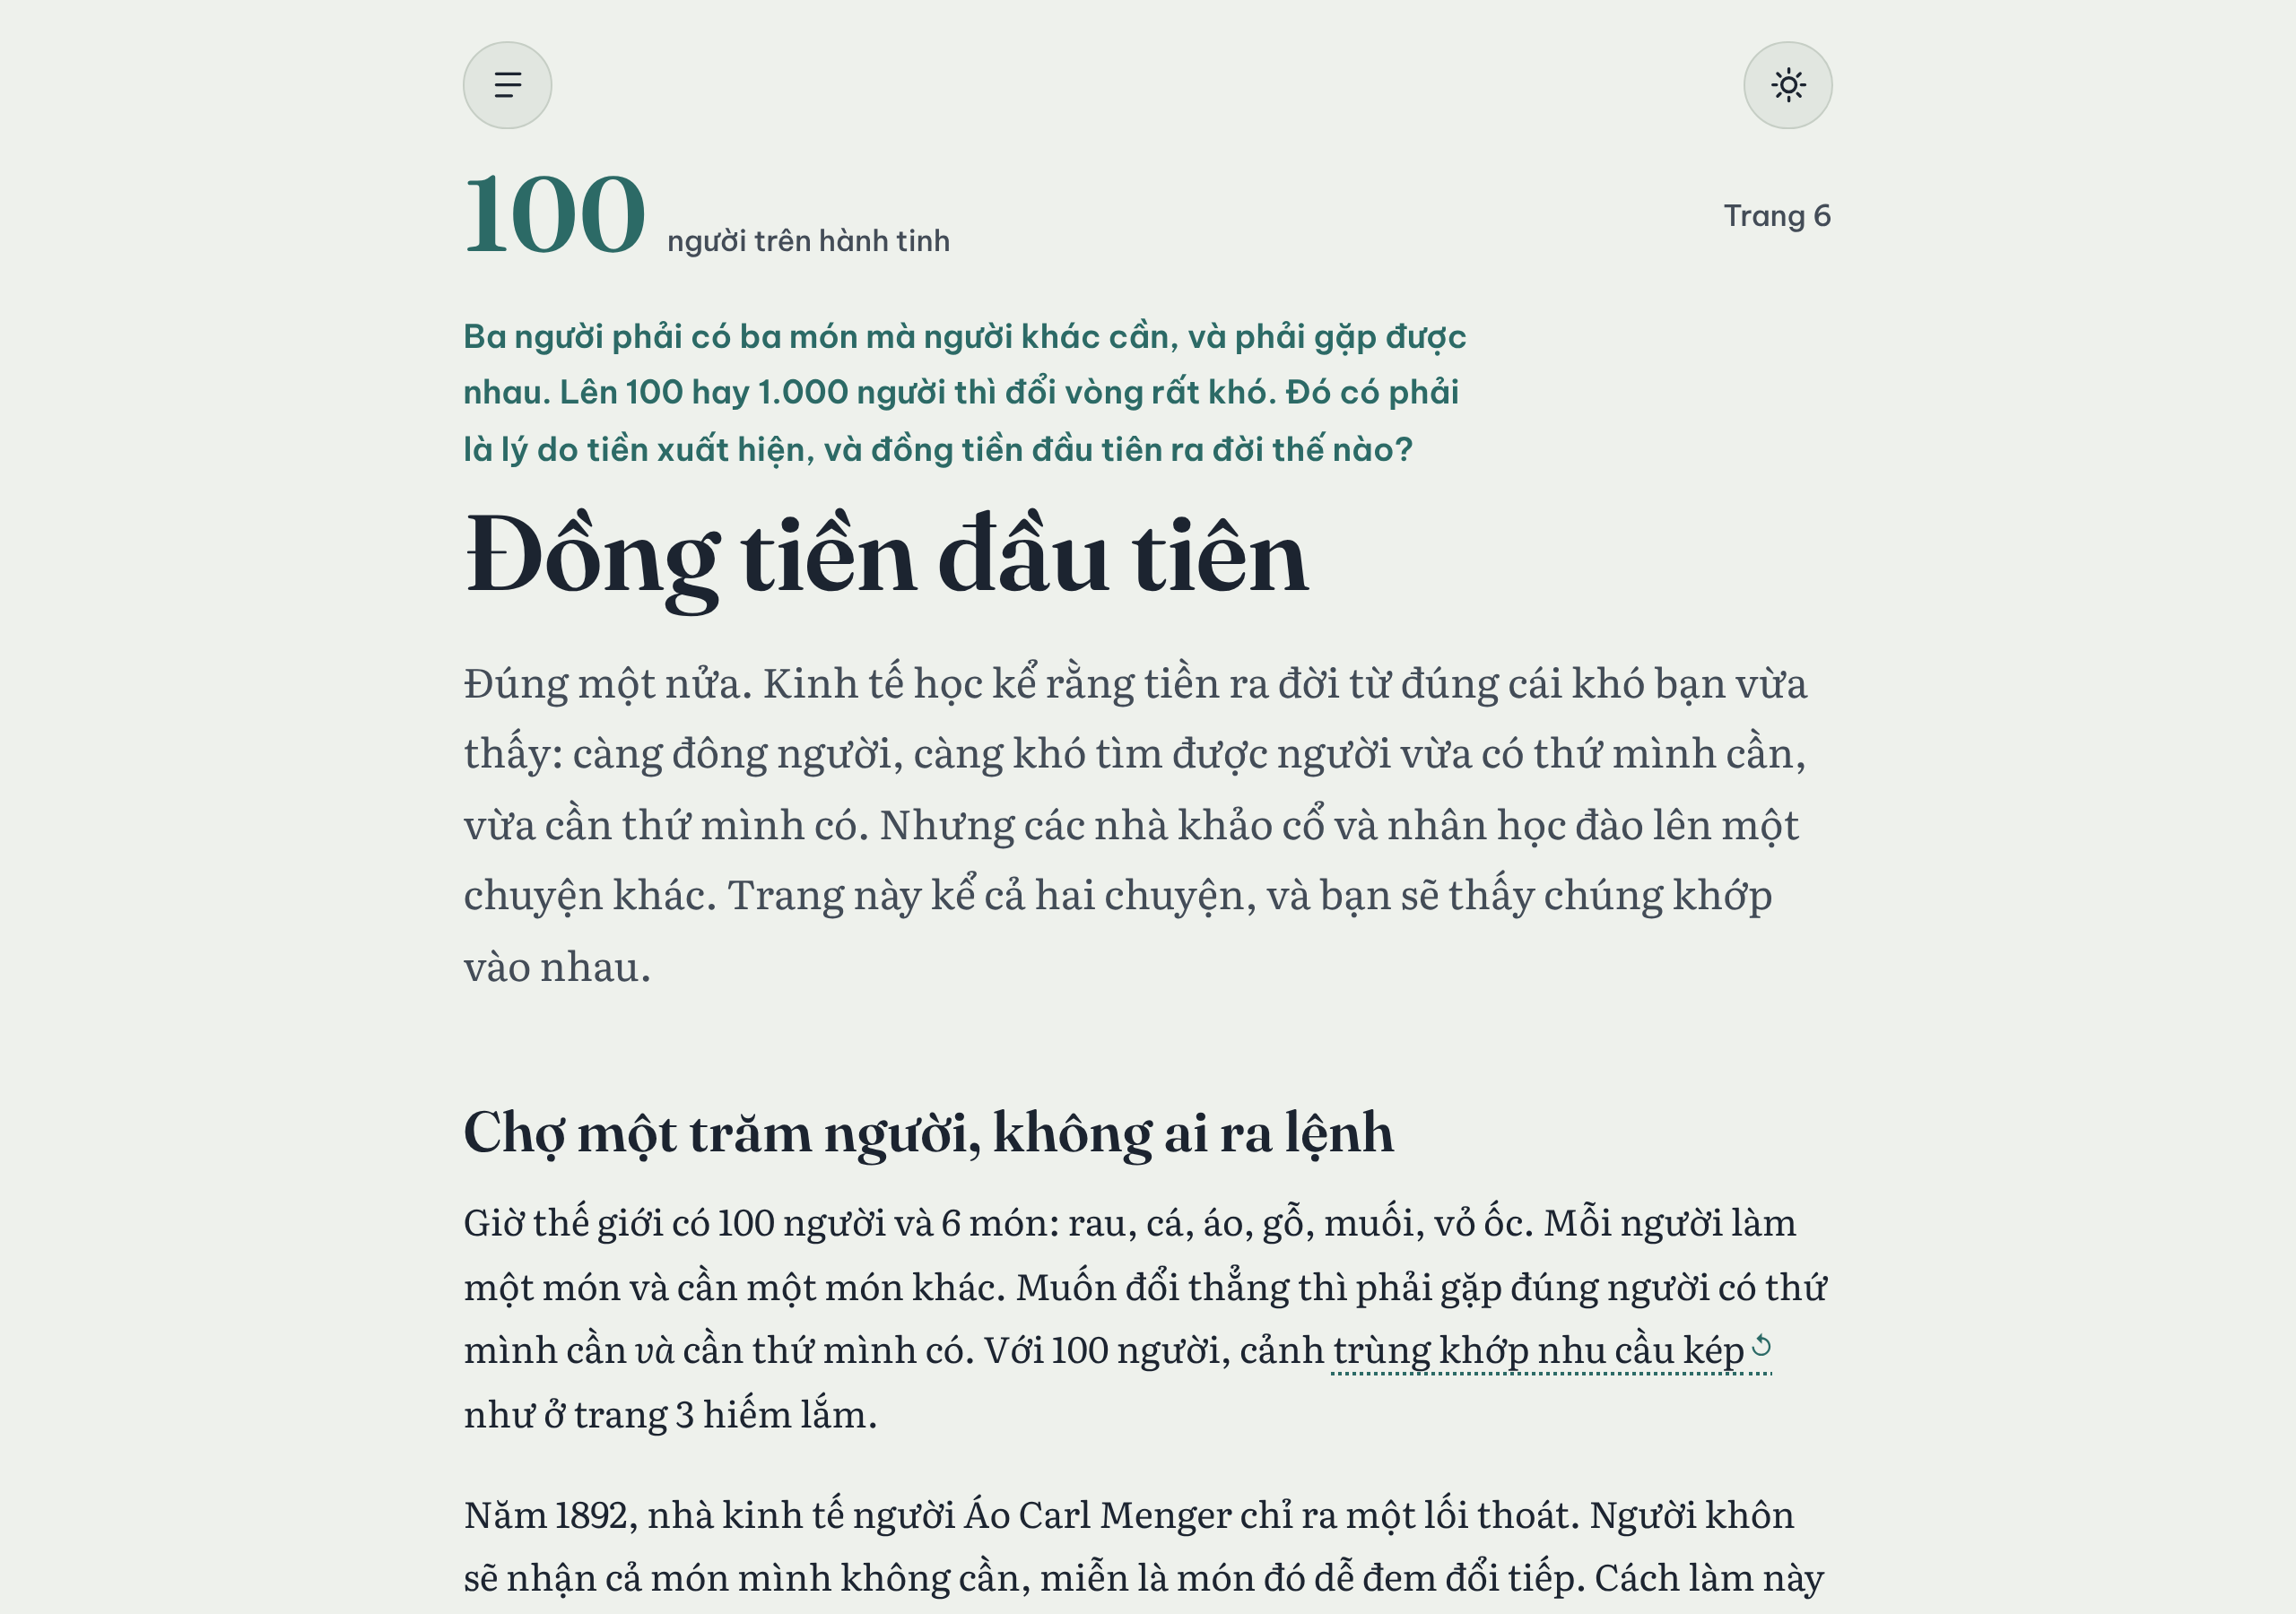 100 người trên hành tinh
Trang 6
Ba người phải có ba món mà người khác cần, và phải gặp được
nhau. Lên 100 hay 1.000 người thì đổi vòng rất khó. Đó có phải
là lý do tiền xuất hiện, và đồng tiền đầu tiên ra đời thế nào?
Đồng tiền đầu tiên
Đúng một nửa. Kinh tế học kể rằng tiền ra đời từ đúng cái khó bạn vừa
thấy: càng đông người, càng khó tìm được người vừa có thứ mình cần,
vừa cần thứ mình có. Nhưng các nhà khảo cổ và nhân học đào lên một
chuyện khác. Trang này kể cả hai chuyện, và bạn sẽ thấy chúng khớp
vào nhau.
Chợ một trăm người, không ai ra lệnh
Giờ thế giới có 100 người và 6 món: rau, cá, áo, gỗ, muối, vỏ ốc. Mỗi người làm
một món và cần một món khác. Muốn đổi thẳng thì phải gặp đúng người có thứ
mình cần và cần thứ mình có. Với 100 người, cảnh trùng khớp nhu cầu kép
như ở trang 3 hiếm lắm.
Năm 1892, nhà kinh tế người Áo Carl Menger chỉ ra một lối thoát. Người khôn
sẽ nhận cả món mình không cần, miễn là món đó dễ đem đổi tiếp. Cách làm này